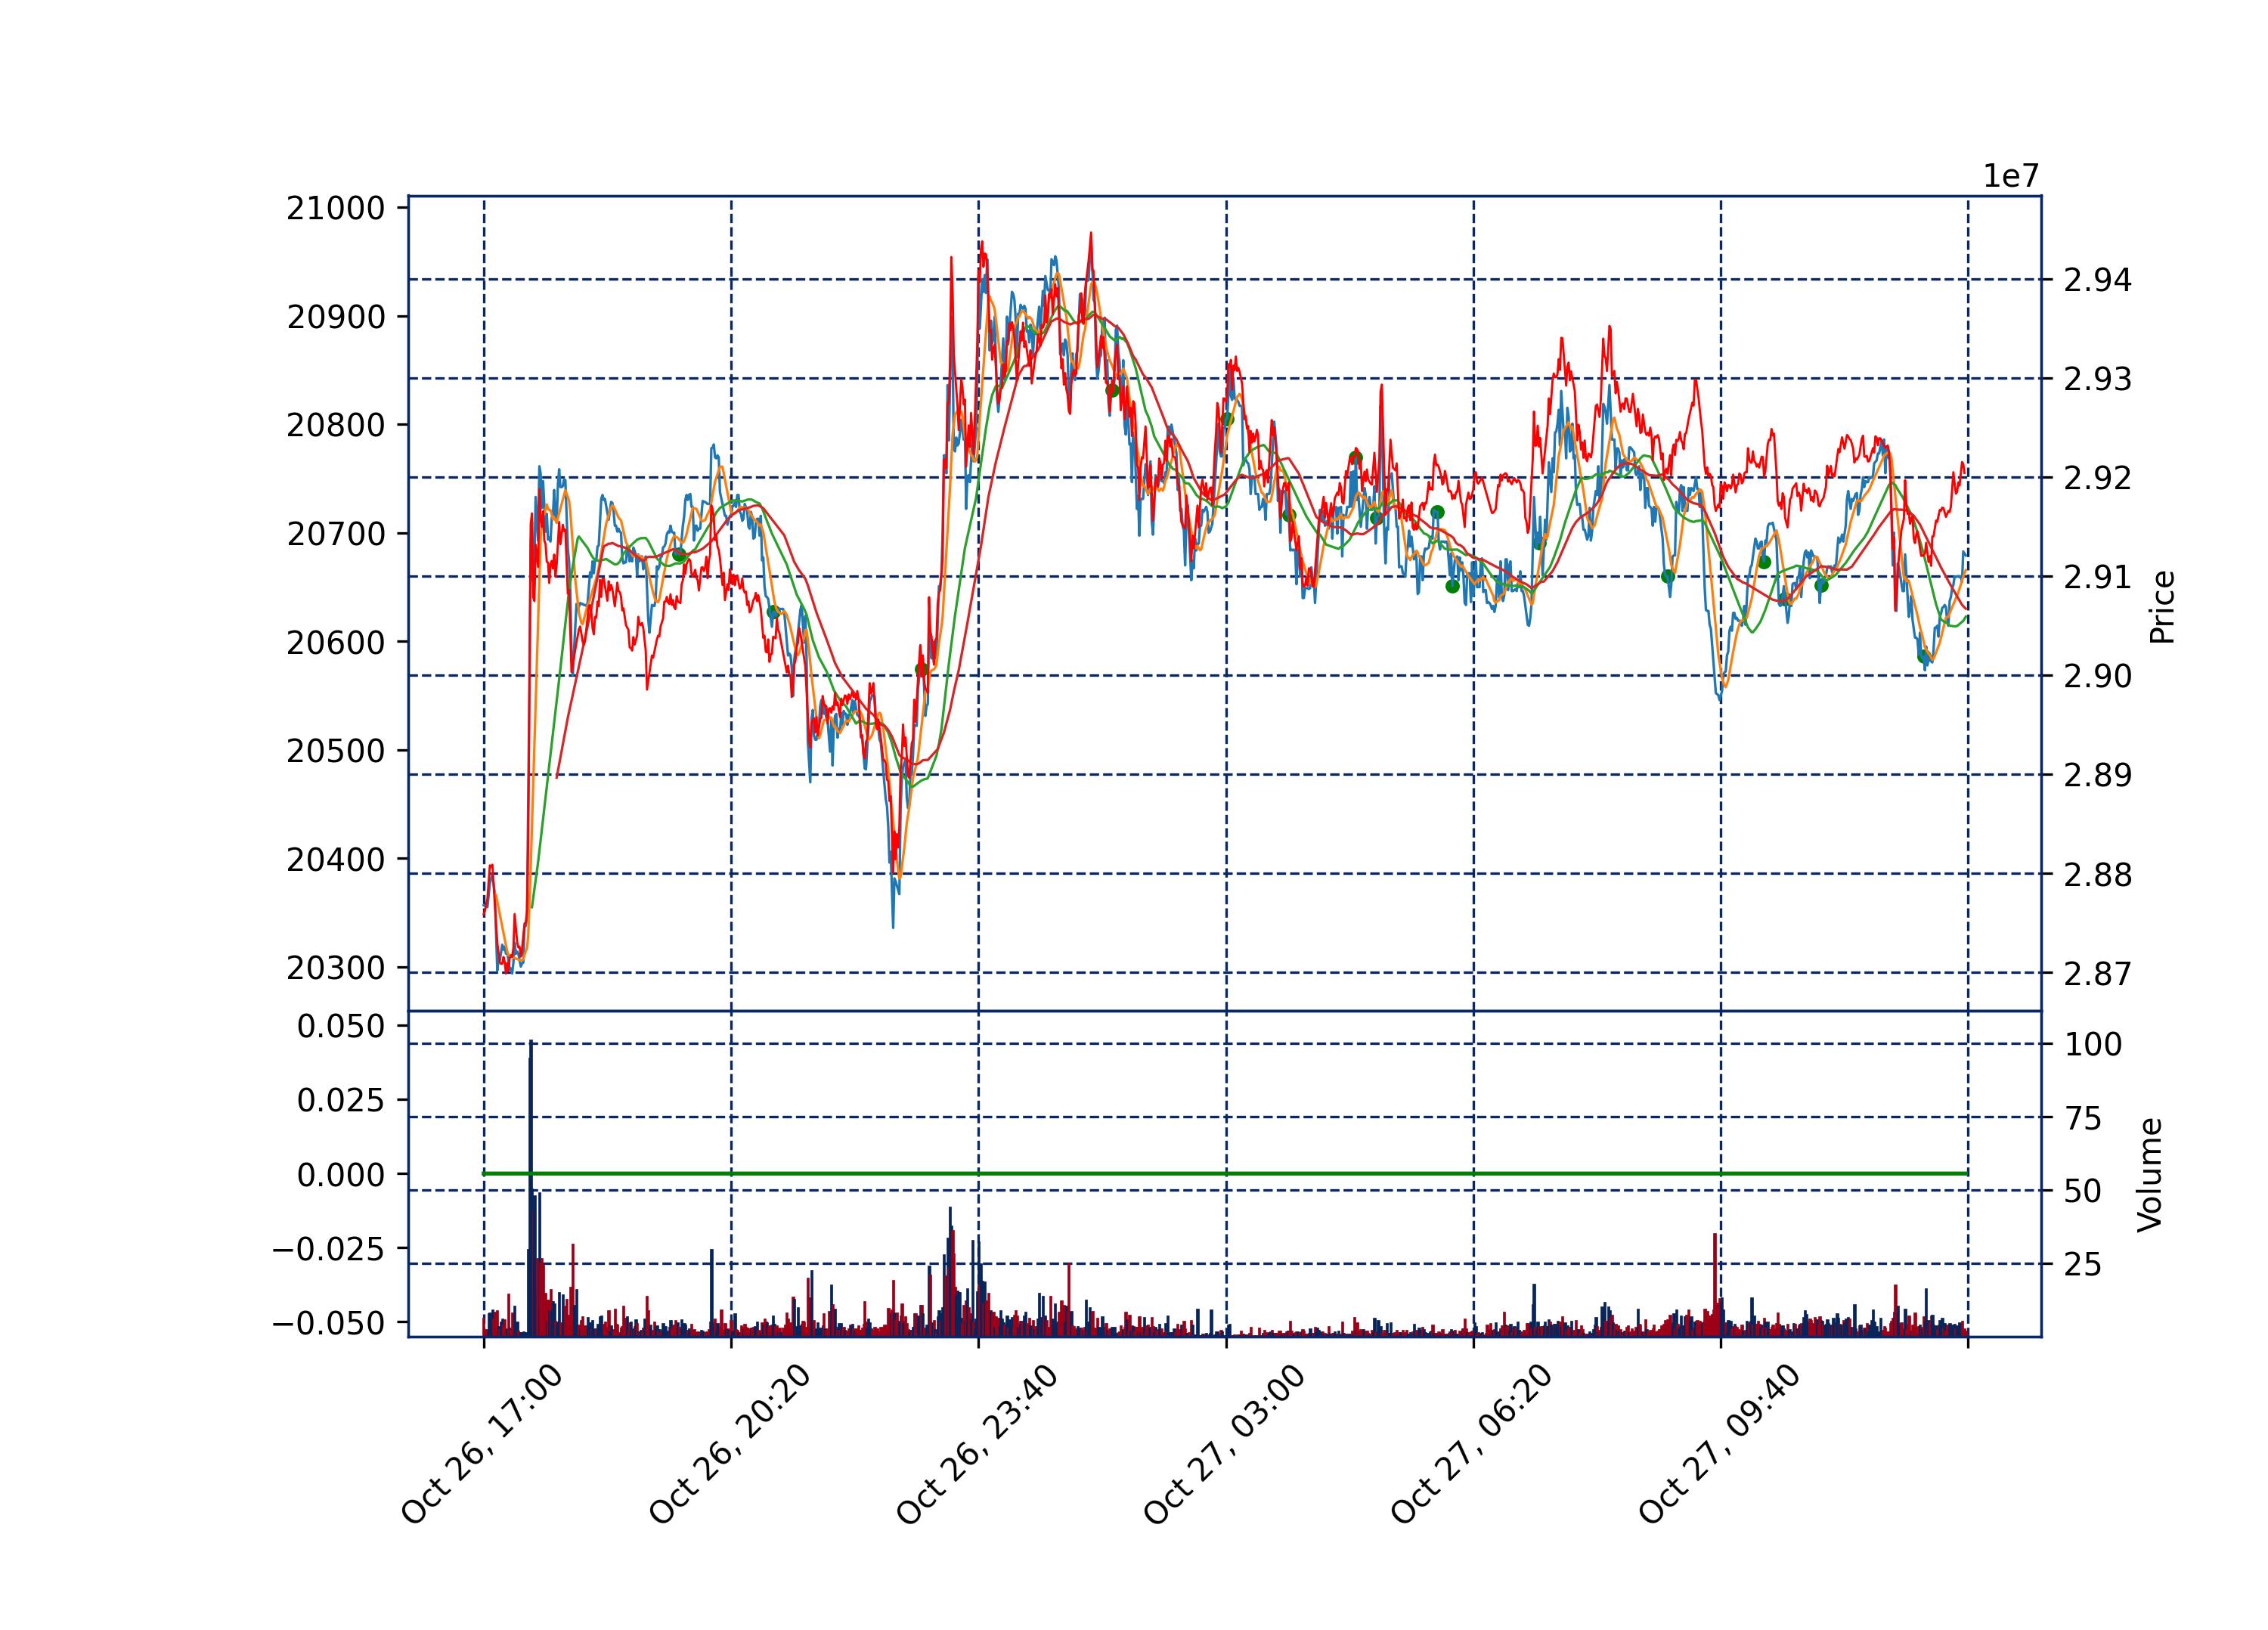 1e7
21000
20900
20800
20700
20600
20500
20400
20300
2.94
2.93
2.92
2.91
2.90
2.89
2.88
2.87
Price
0.050
0.025
0.000
−0.025
−0.050
100
75
50
25
Volume
Oct 26, 17:00
Oct 26, 20:20
Oct 26, 23:40
Oct 27, 03:00
Oct 27, 06:20
Oct 27, 09:40